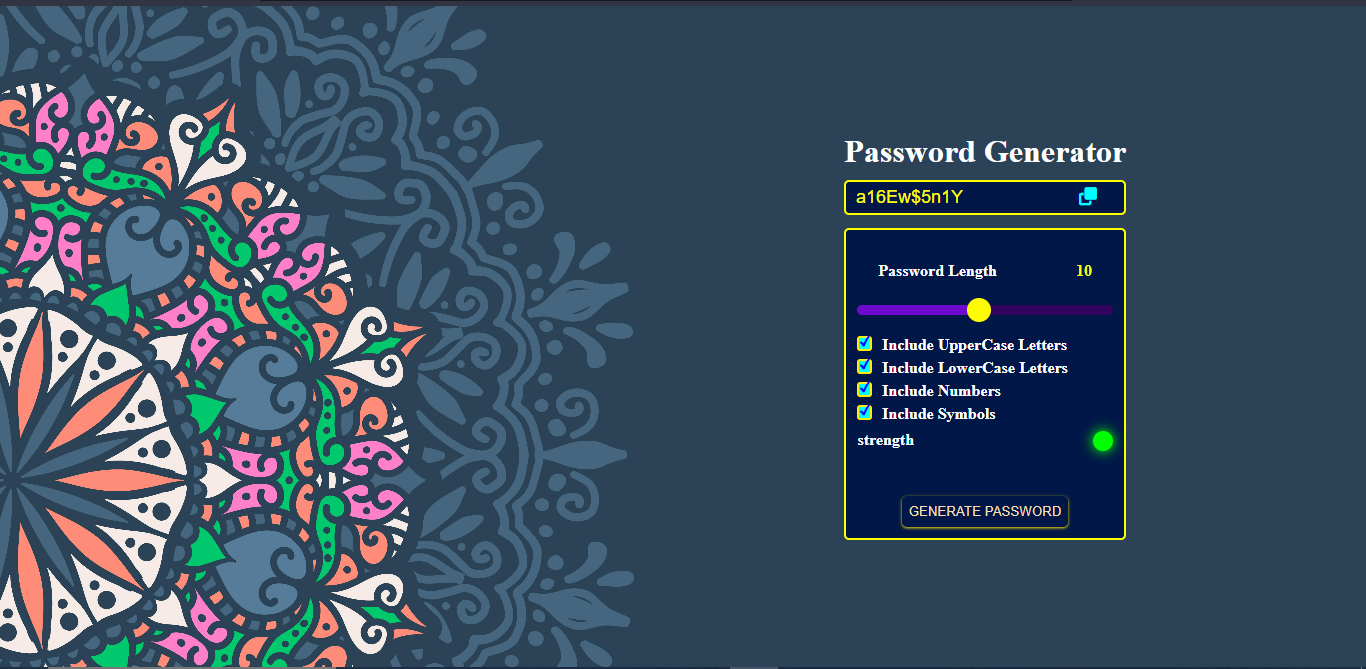 Password Generator
a16Ew$5n1Y
Password Length 10
Include UpperCase Letters
Include LowerCase Letters
Include Numbers
Include Symbols
strength
GENERATE PASSWORD